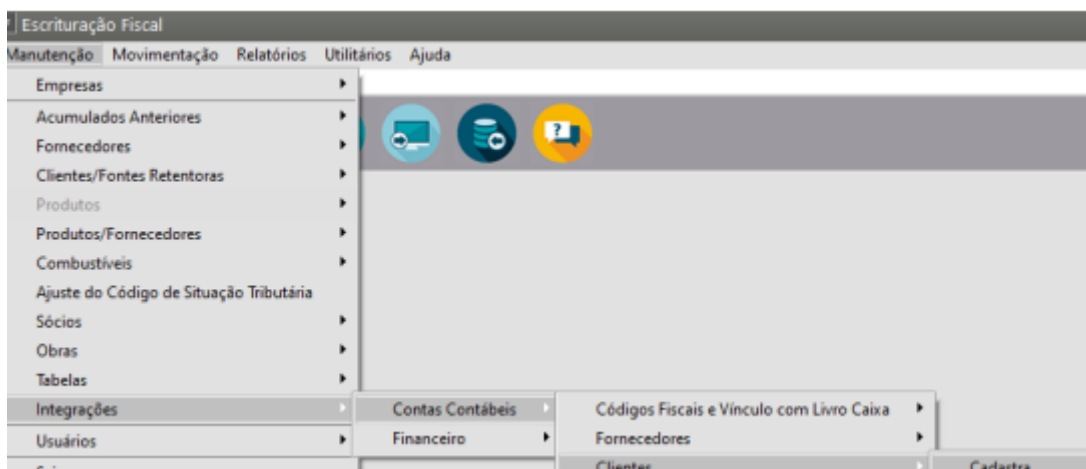 Escrituração Fiscal
Manutenção Movimentação Relatórios Utilitários Ajuda
Empresas
Acumulados Anteriores
Fornecedores
Clientes/Fontes Retentoras
Produtos
Produtos/Fornecedores
Combustíveis
Ajuste do Código de Situação Tributária
Sócios
Obras
Tabelas
Integrações Contas Contábeis Códigos Fiscais e Vínculo com Livro Caixa
Usuários Financeiro Fornecedores
Clientes Cadastra